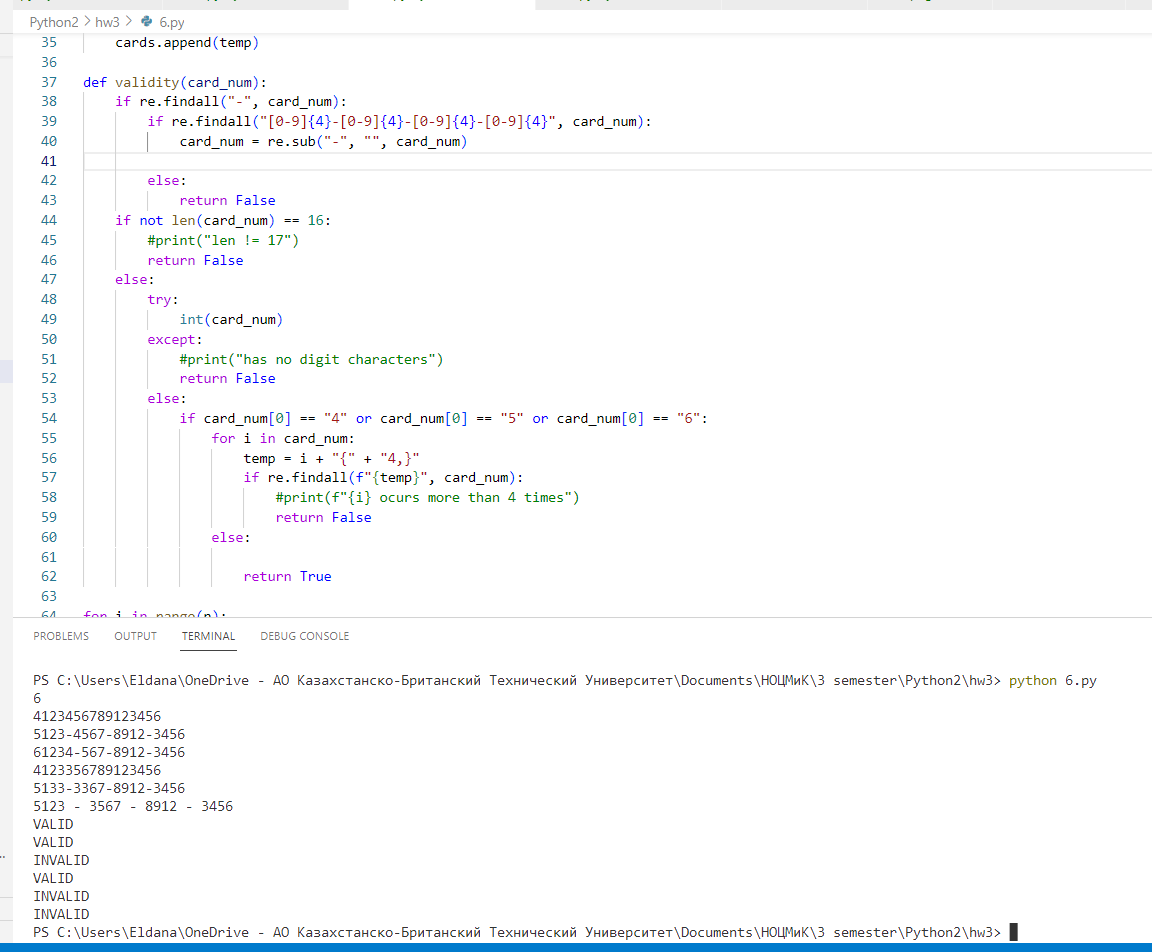 Python2 > hw3 > 6.py
35 cards.append(temp)
36
37 def validity(card_num):
38 if re.findall("-", card_num):
39 if re.findall("[0-9]{4}-[0-9]{4}-[0-9]{4}-[0-9]{4}", card_num):
40 card_num = re.sub("-", "", card_num)
41
42 else:
43 return False
44 if not len(card_num) == 16:
45 #print("len != 17")
46 return False
47 else:
48 try:
49 int(card_num)
50 except:
51 #print("has no digit characters")
52 return False
53 else:
54 if card_num[0] == "4" or card_num[0] == "5" or card_num[0] == "6":
55 for i in card_num:
56 temp = i + "{" + "4,}"
57 if re.findall(f"{temp}", card_num):
58 #print(f"{i} ocurs more than 4 times")
59 return False
60 else:
61
62 return True
63
64 for i in range(n):
PROBLEMS OUTPUT TERMINAL DEBUG CONSOLE
PS C:\Users\Eldana\OneDrive - АО Казахстанско-Британский Технический Университет\Documents\НОЦМиК\3 semester\Python2\hw3> python 6.py
6
4123456789123456
5123-4567-8912-3456
61234-567-8912-3456
4123356789123456
5133-3367-8912-3456
5123 - 3567 - 8912 - 3456
VALID
VALID
INVALID
VALID
INVALID
INVALID
PS C:\Users\Eldana\OneDrive - АО Казахстанско-Британский Технический Университет\Documents\НОЦМиК\3 semester\Python2\hw3>